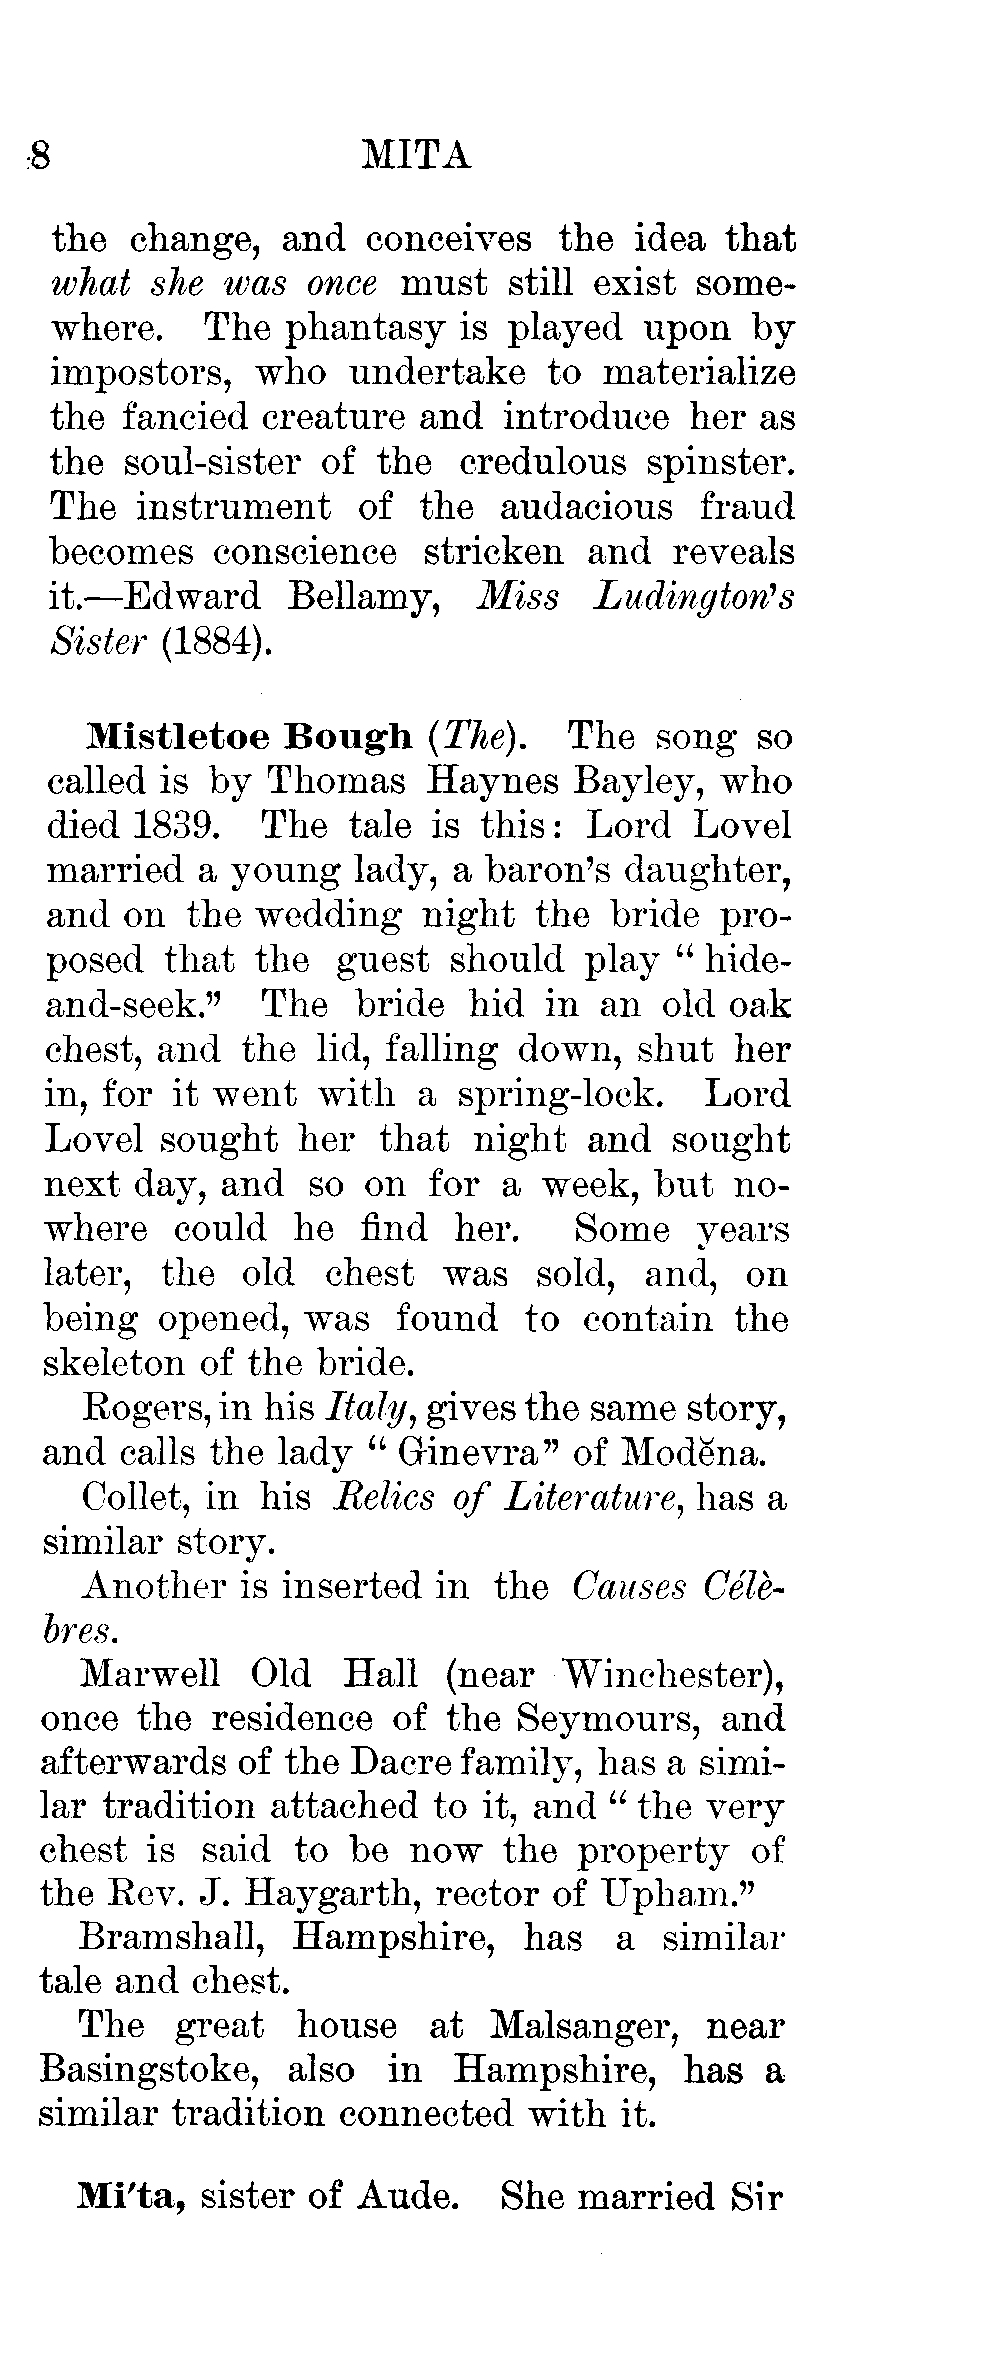 8 MITA
the change, and conceives the idea that
what she was once must still exist some-
where. The phantasy is played upon by
impostors, who undertake to materialize
the fancied creature and introduce her as
the soul-sister of the credulous spinster.
The instrument of the audacious fraud
becomes conscience stricken and reveals
it.—Edward Bellamy, Miss Ludington's
Sister (1884).
Mistletoe Bough (The). The song so
called is by Thomas Haynes Bayley, who
died 1839. The tale is this: Lord Lovel
married a young lady, a baron's daughter,
and on the wedding night the bride pro-
posed that the guest should play “ hide-
and-seek.” The bride hid in an old oak
chest, and the lid, falling down, shut her
in, for it went with a spring-lock. Lord
Lovel sought her that night and sought
next day, and so on for a week, but no-
where could he find her. Some years
later, the old chest was sold, and, on
being opened, was found to contain the
skeleton of the bride.
Rogers, in his Italy, gives the same story,
and calls the lady “ Ginevra” of Modĕna.
Collet, in his Relics of Literature, has a
similar story.
Another is inserted in the Causes Célè-
bres.
Marwell Old Hall (near Winchester),
once the residence of the Seymours, and
afterwards of the Dacre family, has a simi-
lar tradition attached to it, and “ the very
chest is said to be now the property of
the Rev. J. Haygarth, rector of Upham.”
Bramshall, Hampshire, has a similar
tale and chest.
The great house at Malsanger, near
Basingstoke, also in Hampshire, has a
similar tradition connected with it.
Mi'ta, sister of Aude. She married Sir